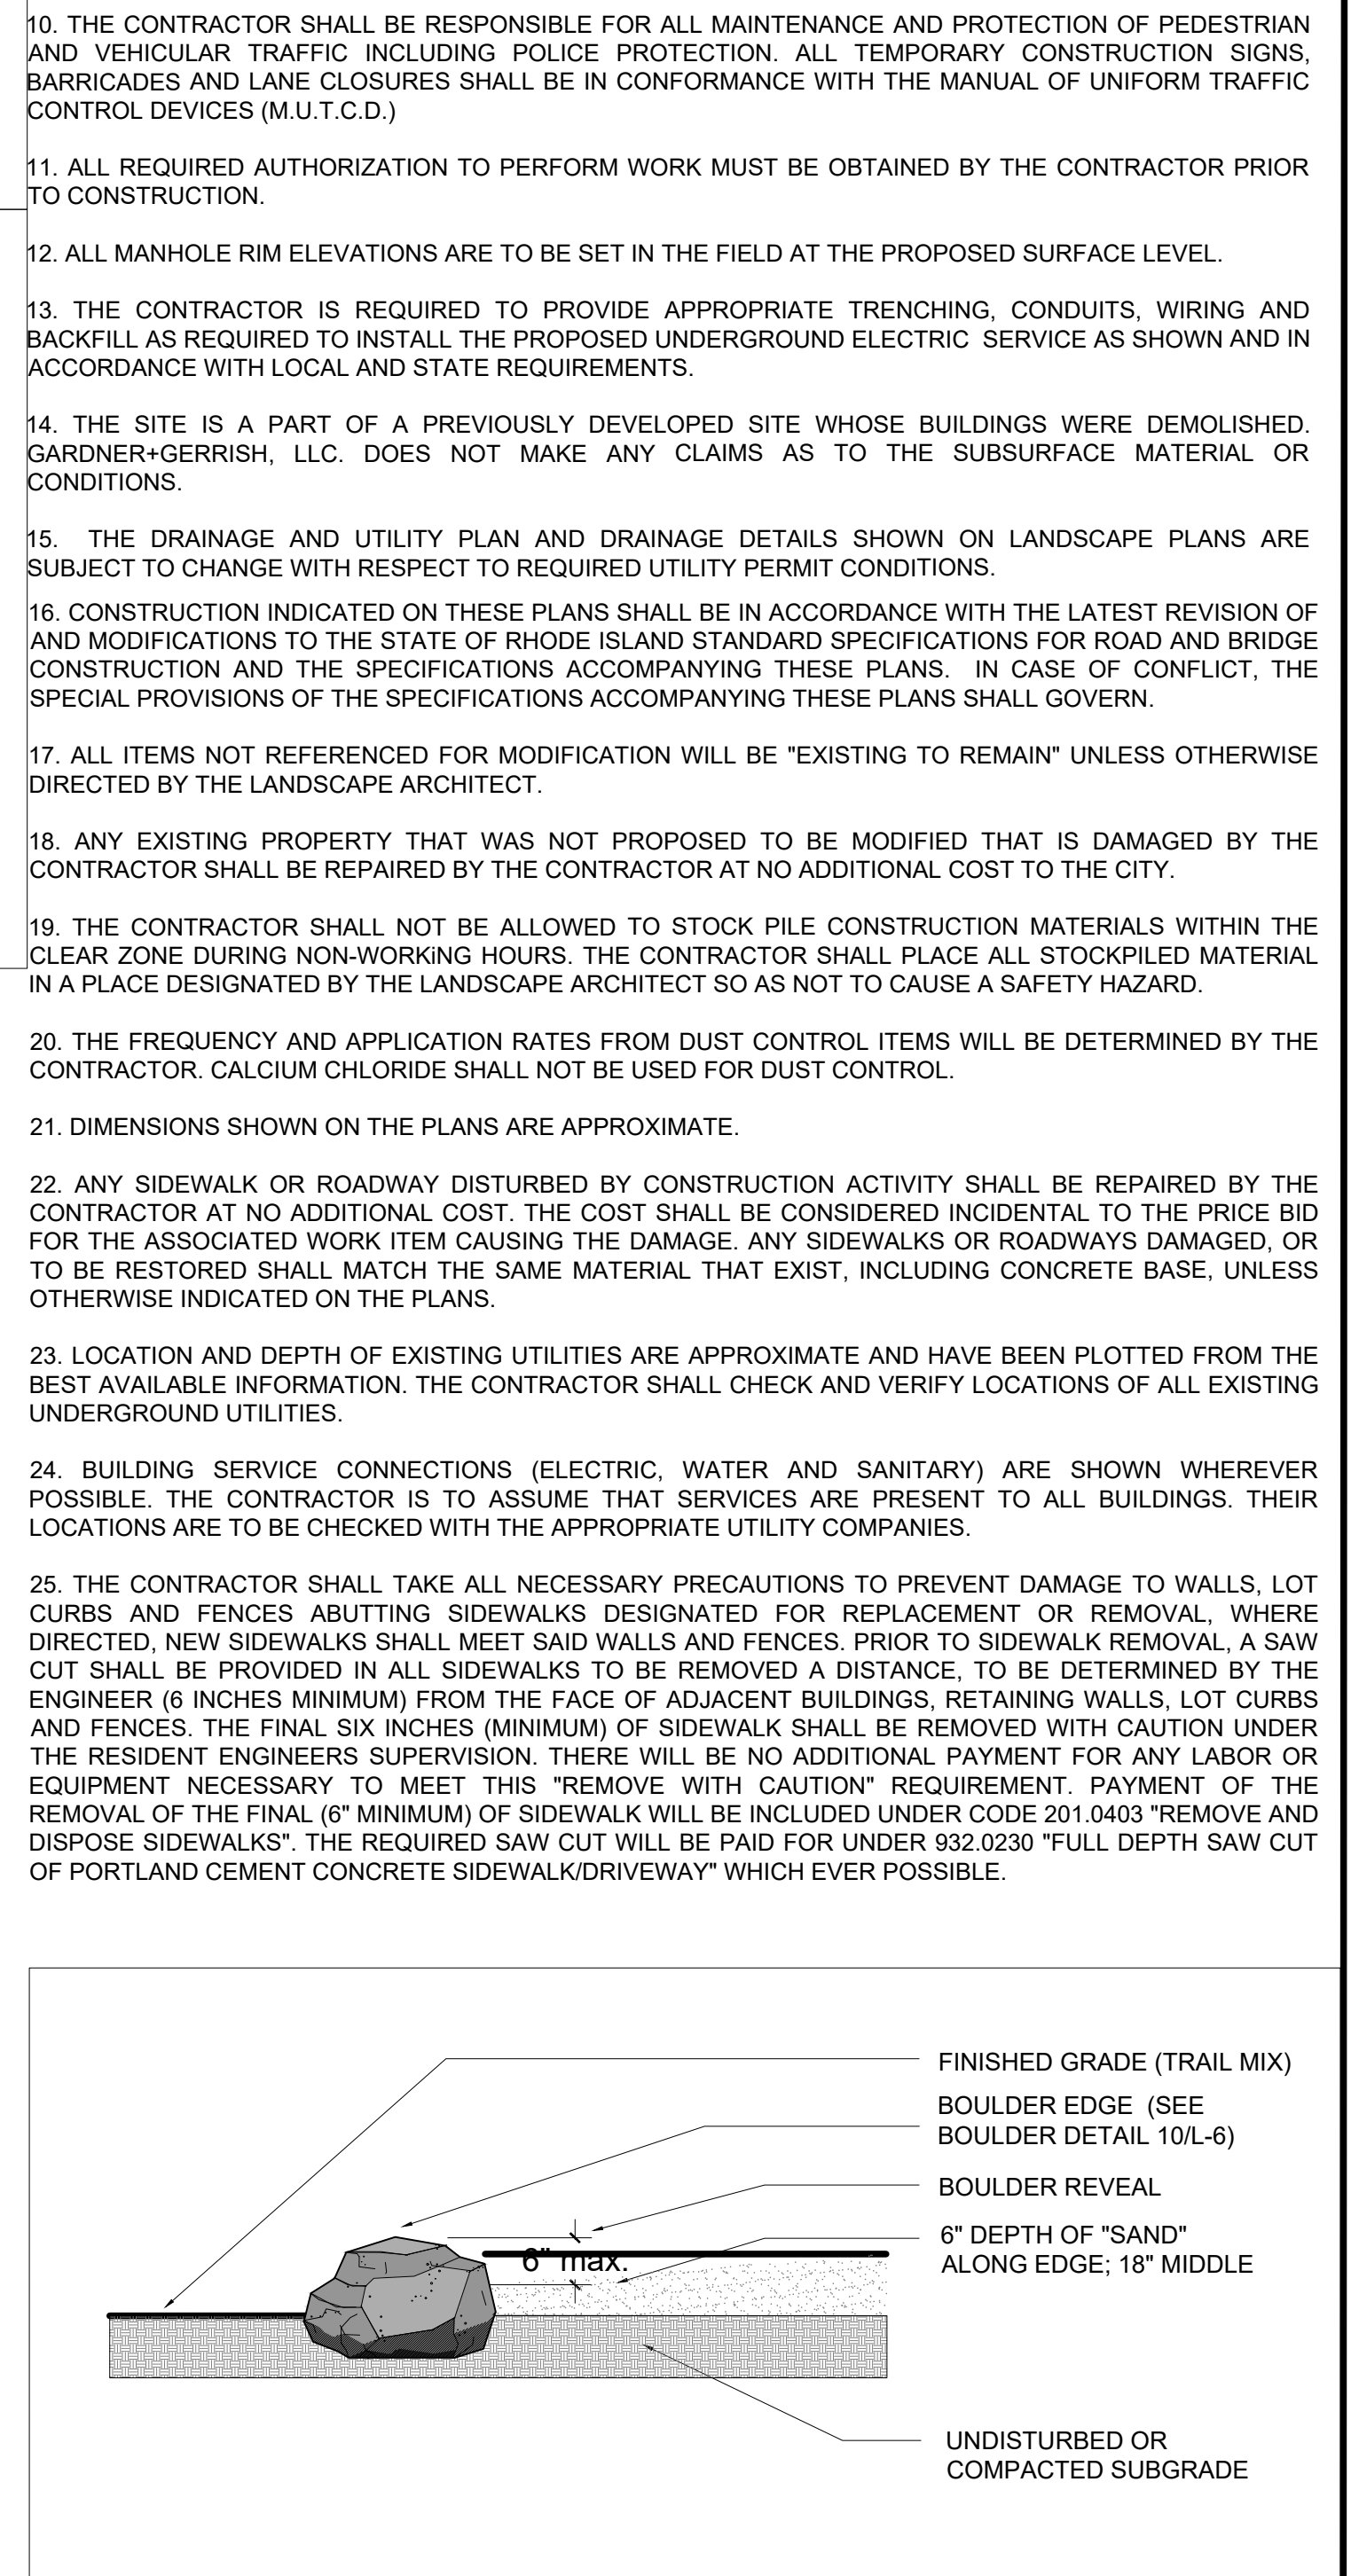 10. THE CONTRACTOR SHALL BE RESPONSIBLE FOR ALL MAINTENANCE AND PROTECTION OF PEDESTRIAN
AND VEHICULAR TRAFFIC INCLUDING POLICE PROTECTION. ALL TEMPORARY CONSTRUCTION SIGNS,
BARRICADES AND LANE CLOSURES SHALL BE IN CONFORMANCE WITH THE MANUAL OF UNIFORM TRAFFIC
CONTROL DEVICES (M.U.T.C.D.)
11. ALL REQUIRED AUTHORIZATION TO PERFORM WORK MUST BE OBTAINED BY THE CONTRACTOR PRIOR
TO CONSTRUCTION.
12. ALL MANHOLE RIM ELEVATIONS ARE TO BE SET IN THE FIELD AT THE PROPOSED SURFACE LEVEL.
13. THE CONTRACTOR IS REQUIRED TO PROVIDE APPROPRIATE TRENCHING, CONDUITS, WIRING AND
BACKFILL AS REQUIRED TO INSTALL THE PROPOSED UNDERGROUND ELECTRIC SERVICE AS SHOWN AND IN
ACCORDANCE WITH LOCAL AND STATE REQUIREMENTS.
14. THE SITE IS A PART OF A PREVIOUSLY DEVELOPED SITE WHOSE BUILDINGS WERE DEMOLISHED.
GARDNER+GERRISH, LLC. DOES NOT MAKE ANY CLAIMS AS TO THE SUBSURFACE MATERIAL OR
CONDITIONS.
15. THE DRAINAGE AND UTILITY PLAN AND DRAINAGE DETAILS SHOWN ON LANDSCAPE PLANS ARE
SUBJECT TO CHANGE WITH RESPECT TO REQUIRED UTILITY PERMIT CONDITIONS.
16. CONSTRUCTION INDICATED ON THESE PLANS SHALL BE IN ACCORDANCE WITH THE LATEST REVISION OF
AND MODIFICATIONS TO THE STATE OF RHODE ISLAND STANDARD SPECIFICATIONS FOR ROAD AND BRIDGE
CONSTRUCTION AND THE SPECIFICATIONS ACCOMPANYING THESE PLANS. IN CASE OF CONFLICT, THE
SPECIAL PROVISIONS OF THE SPECIFICATIONS ACCOMPANYING THESE PLANS SHALL GOVERN.
17. ALL ITEMS NOT REFERENCED FOR MODIFICATION WILL BE "EXISTING TO REMAIN" UNLESS OTHERWISE
DIRECTED BY THE LANDSCAPE ARCHITECT.
18. ANY EXISTING PROPERTY THAT WAS NOT PROPOSED TO BE MODIFIED THAT IS DAMAGED BY THE
CONTRACTOR SHALL BE REPAIRED BY THE CONTRACTOR AT NO ADDITIONAL COST TO THE CITY.
19. THE CONTRACTOR SHALL NOT BE ALLOWED TO STOCK PILE CONSTRUCTION MATERIALS WITHIN THE
CLEAR ZONE DURING NON-WORKiNG HOURS. THE CONTRACTOR SHALL PLACE ALL STOCKPILED MATERIAL
IN A PLACE DESIGNATED BY THE LANDSCAPE ARCHITECT SO AS NOT TO CAUSE A SAFETY HAZARD.
20. THE FREQUENCY AND APPLICATION RATES FROM DUST CONTROL ITEMS WILL BE DETERMINED BY THE
CONTRACTOR. CALCIUM CHLORIDE SHALL NOT BE USED FOR DUST CONTROL.
21. DIMENSIONS SHOWN ON THE PLANS ARE APPROXIMATE.
22. ANY SIDEWALK OR ROADWAY DISTURBED BY CONSTRUCTION ACTIVITY SHALL BE REPAIRED BY THE
CONTRACTOR AT NO ADDITIONAL COST. THE COST SHALL BE CONSIDERED INCIDENTAL TO THE PRICE BID
FOR THE ASSOCIATED WORK ITEM CAUSING THE DAMAGE. ANY SIDEWALKS OR ROADWAYS DAMAGED, OR
TO BE RESTORED SHALL MATCH THE SAME MATERIAL THAT EXIST, INCLUDING CONCRETE BASE, UNLESS
OTHERWISE INDICATED ON THE PLANS.
23. LOCATION AND DEPTH OF EXISTING UTILITIES ARE APPROXIMATE AND HAVE BEEN PLOTTED FROM THE
BEST AVAILABLE INFORMATION. THE CONTRACTOR SHALL CHECK AND VERIFY LOCATIONS OF ALL EXISTING
UNDERGROUND UTILITIES.
24. BUILDING SERVICE CONNECTIONS (ELECTRIC, WATER AND SANITARY) ARE SHOWN WHEREVER
POSSIBLE. THE CONTRACTOR IS TO ASSUME THAT SERVICES ARE PRESENT TO ALL BUILDINGS. THEIR
LOCATIONS ARE TO BE CHECKED WITH THE APPROPRIATE UTILITY COMPANIES.
25. THE CONTRACTOR SHALL TAKE ALL NECESSARY PRECAUTIONS TO PREVENT DAMAGE TO WALLS, LOT
CURBS AND FENCES ABUTTING SIDEWALKS DESIGNATED FOR REPLACEMENT OR REMOVAL, WHERE
DIRECTED, NEW SIDEWALKS SHALL MEET SAID WALLS AND FENCES. PRIOR TO SIDEWALK REMOVAL, A SAW
CUT SHALL BE PROVIDED IN ALL SIDEWALKS TO BE REMOVED A DISTANCE, TO BE DETERMINED BY THE
ENGINEER (6 INCHES MINIMUM) FROM THE FACE OF ADJACENT BUILDINGS, RETAINING WALLS, LOT CURBS
AND FENCES. THE FINAL SIX INCHES (MINIMUM) OF SIDEWALK SHALL BE REMOVED WITH CAUTION UNDER
THE RESIDENT ENGINEERS SUPERVISION. THERE WILL BE NO ADDITIONAL PAYMENT FOR ANY LABOR OR
EQUIPMENT NECESSARY TO MEET THIS "REMOVE WITH CAUTION" REQUIREMENT. PAYMENT OF THE
REMOVAL OF THE FINAL (6" MINIMUM) OF SIDEWALK WILL BE INCLUDED UNDER CODE 201.0403 "REMOVE AND
DISPOSE SIDEWALKS". THE REQUIRED SAW CUT WILL BE PAID FOR UNDER 932.0230 "FULL DEPTH SAW CUT
OF PORTLAND CEMENT CONCRETE SIDEWALK/DRIVEWAY" WHICH EVER POSSIBLE.
FINISHED GRADE (TRAIL MIX)
BOULDER EDGE (SEE
BOULDER DETAIL 10/L-6)
BOULDER REVEAL
6" DEPTH OF "SAND"
ALONG EDGE; 18" MIDDLE
6" max.
UNDISTURBED OR
COMPACTED SUBGRADE